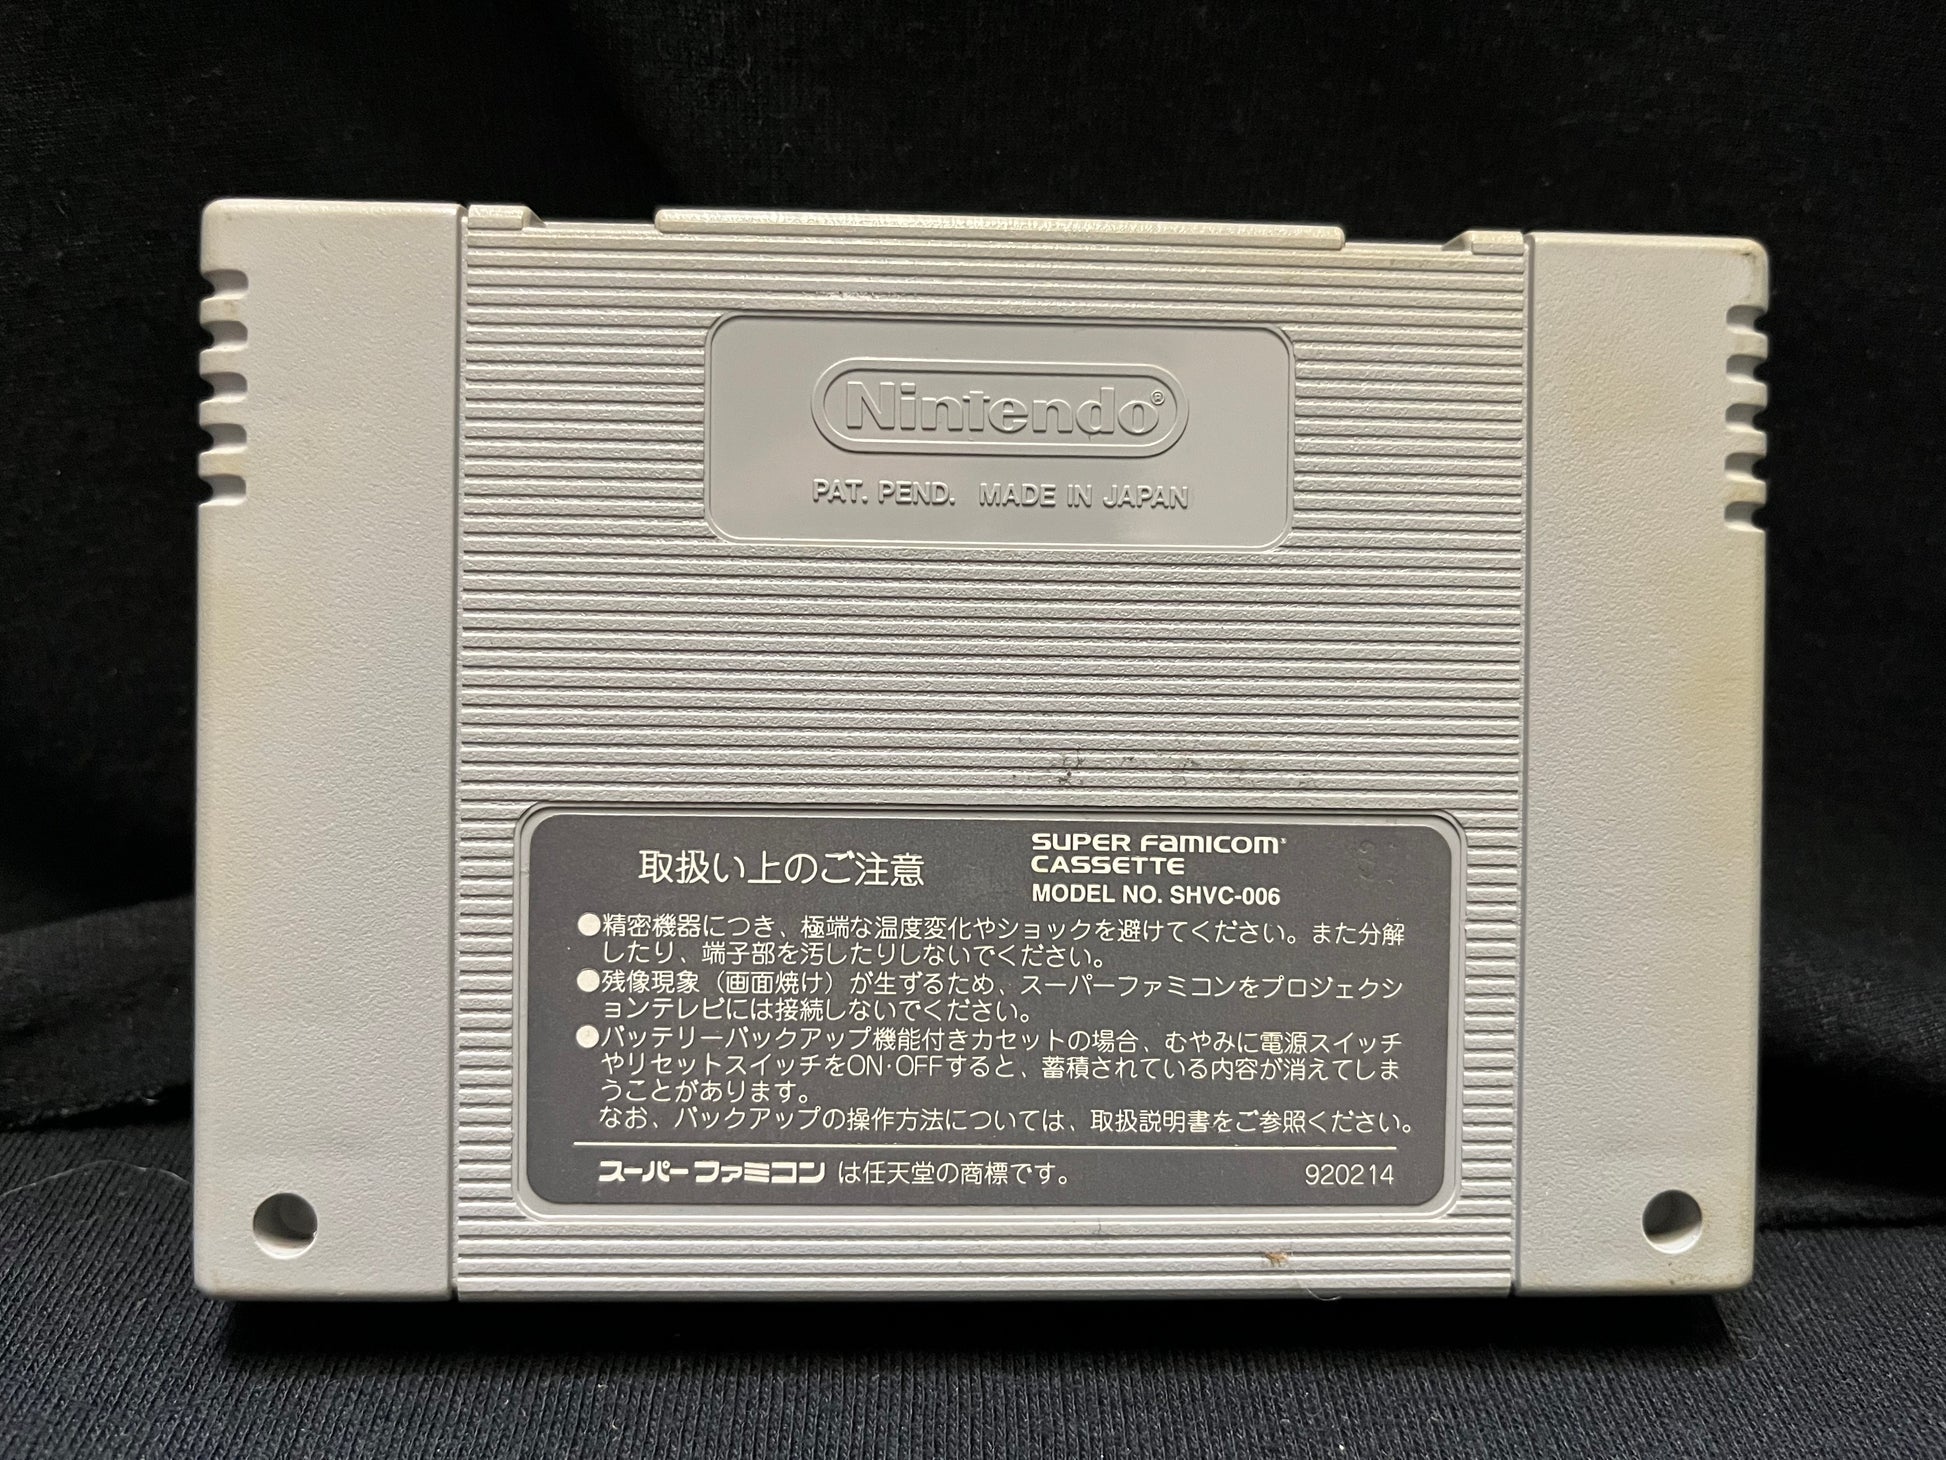 Nintendo®
PAT. PEND. MADE IN JAPAN
取扱い上のご注意
SUPER FAMICOM
CASSETTE
MODEL NO. SHVC-006
●精密機器につき、極端な温度変化やショックを避けてください。また分解
したり、端子部を汚したりしないでください。
●残像現象（画面焼け）が生ずるため、スーパーファミコンをプロジェクシ
ョンテレビには接続しないでください。
●バッテリーバックアップ機能付きカセットの場合、むやみに電源スイッチ
やリセットスイッチをON・OFFすると、蓄積されている内容が消えてしま
うことがあります。
なお、バックアップの操作方法については、取扱説明書をご参照ください。
スーパーファミコン は任天堂の商標です。
920214